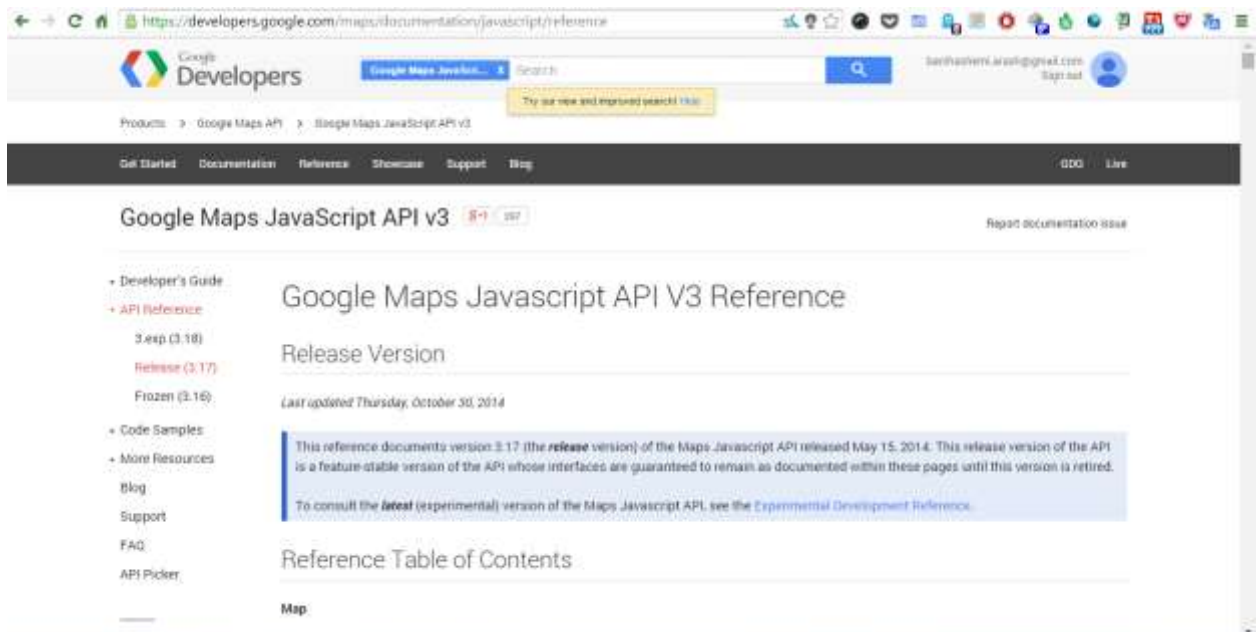 https://developers.google.com/maps/documentation/javascript/reference
Google
Developers
Google Maps JavaScri... x
Search
Sign out
Try our new and improved search! Hide
Products > Google Maps API > Google Maps JavaScript API v3
Get Started Documentation Reference Showcase Support Blog GDG Live
Google Maps JavaScript API v3 g+1
Report documentation issue
Developer's Guide
API Reference
3.exp (3.18)
Release (3.17)
Frozen (3.16)
Code Samples
More Resources
Blog
Support
FAQ
API Picker
Google Maps Javascript API V3 Reference
Release Version
Last updated Thursday, October 30, 2014
This reference documents version 3.17 (the release version) of the Maps Javascript API released May 15, 2014. This release version of the API
is a feature-stable version of the API whose interfaces are guaranteed to remain as documented within these pages until this version is retired.
To consult the latest (experimental) version of the Maps Javascript API, see the Experimental Development Reference.
Reference Table of Contents
Map